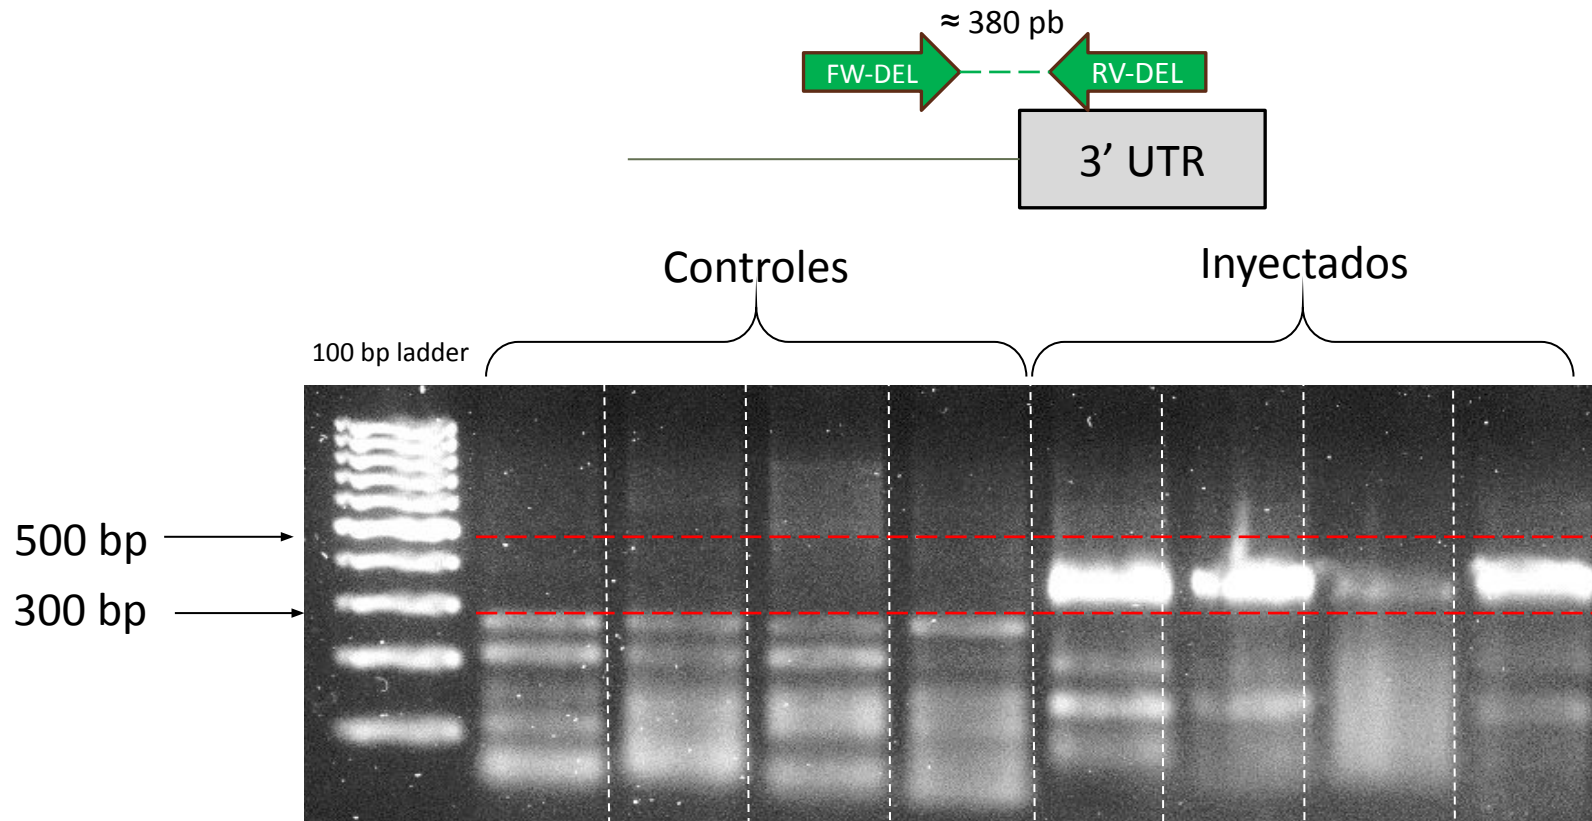 ≈ 380 pb
FW-DEL
RV-DEL
3’ UTR
Controles
Inyectados
100 bp ladder
500 bp
300 bp